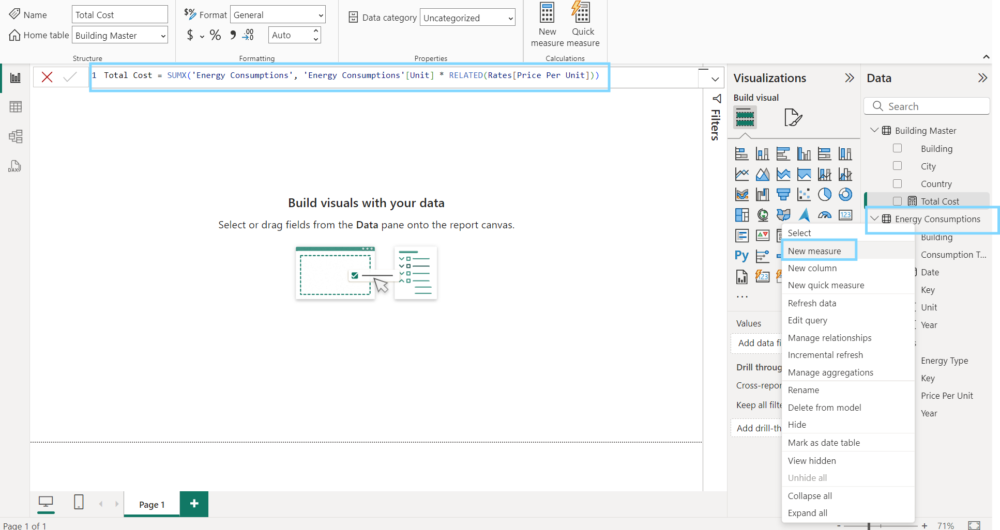 Name
Total Cost
Home table
Building Master
Structure
Format
General
$
%
Auto
Formatting
Data category
Uncategorized
Properties
New measure
Quick measure
Calculations
1 Total Cost = SUMX('Energy Consumptions', 'Energy Consumptions'[Unit] * RELATED(Rates[Price Per Unit]))
DAX
Build visuals with your data
Select or drag fields from the Data pane onto the report canvas.
Filters
Visualizations
Build visual
123
Py
123
...
Values
Add data fi
Drill throug
Cross-repor
Keep all filte
Add drill-th
Data
Search
Building Master
Building
City
Country
Total Cost
Energy Consumptions
Building
Consumption T...
Date
Key
Unit
Year
s
Energy Type
Key
Price Per Unit
Year
Select
New measure
New column
New quick measure
Refresh data
Edit query
Manage relationships
Incremental refresh
Manage aggregations
Rename
Delete from model
Hide
Mark as date table
View hidden
Unhide all
Collapse all
Expand all
Page 1
+
Page 1 of 1
- + 71%